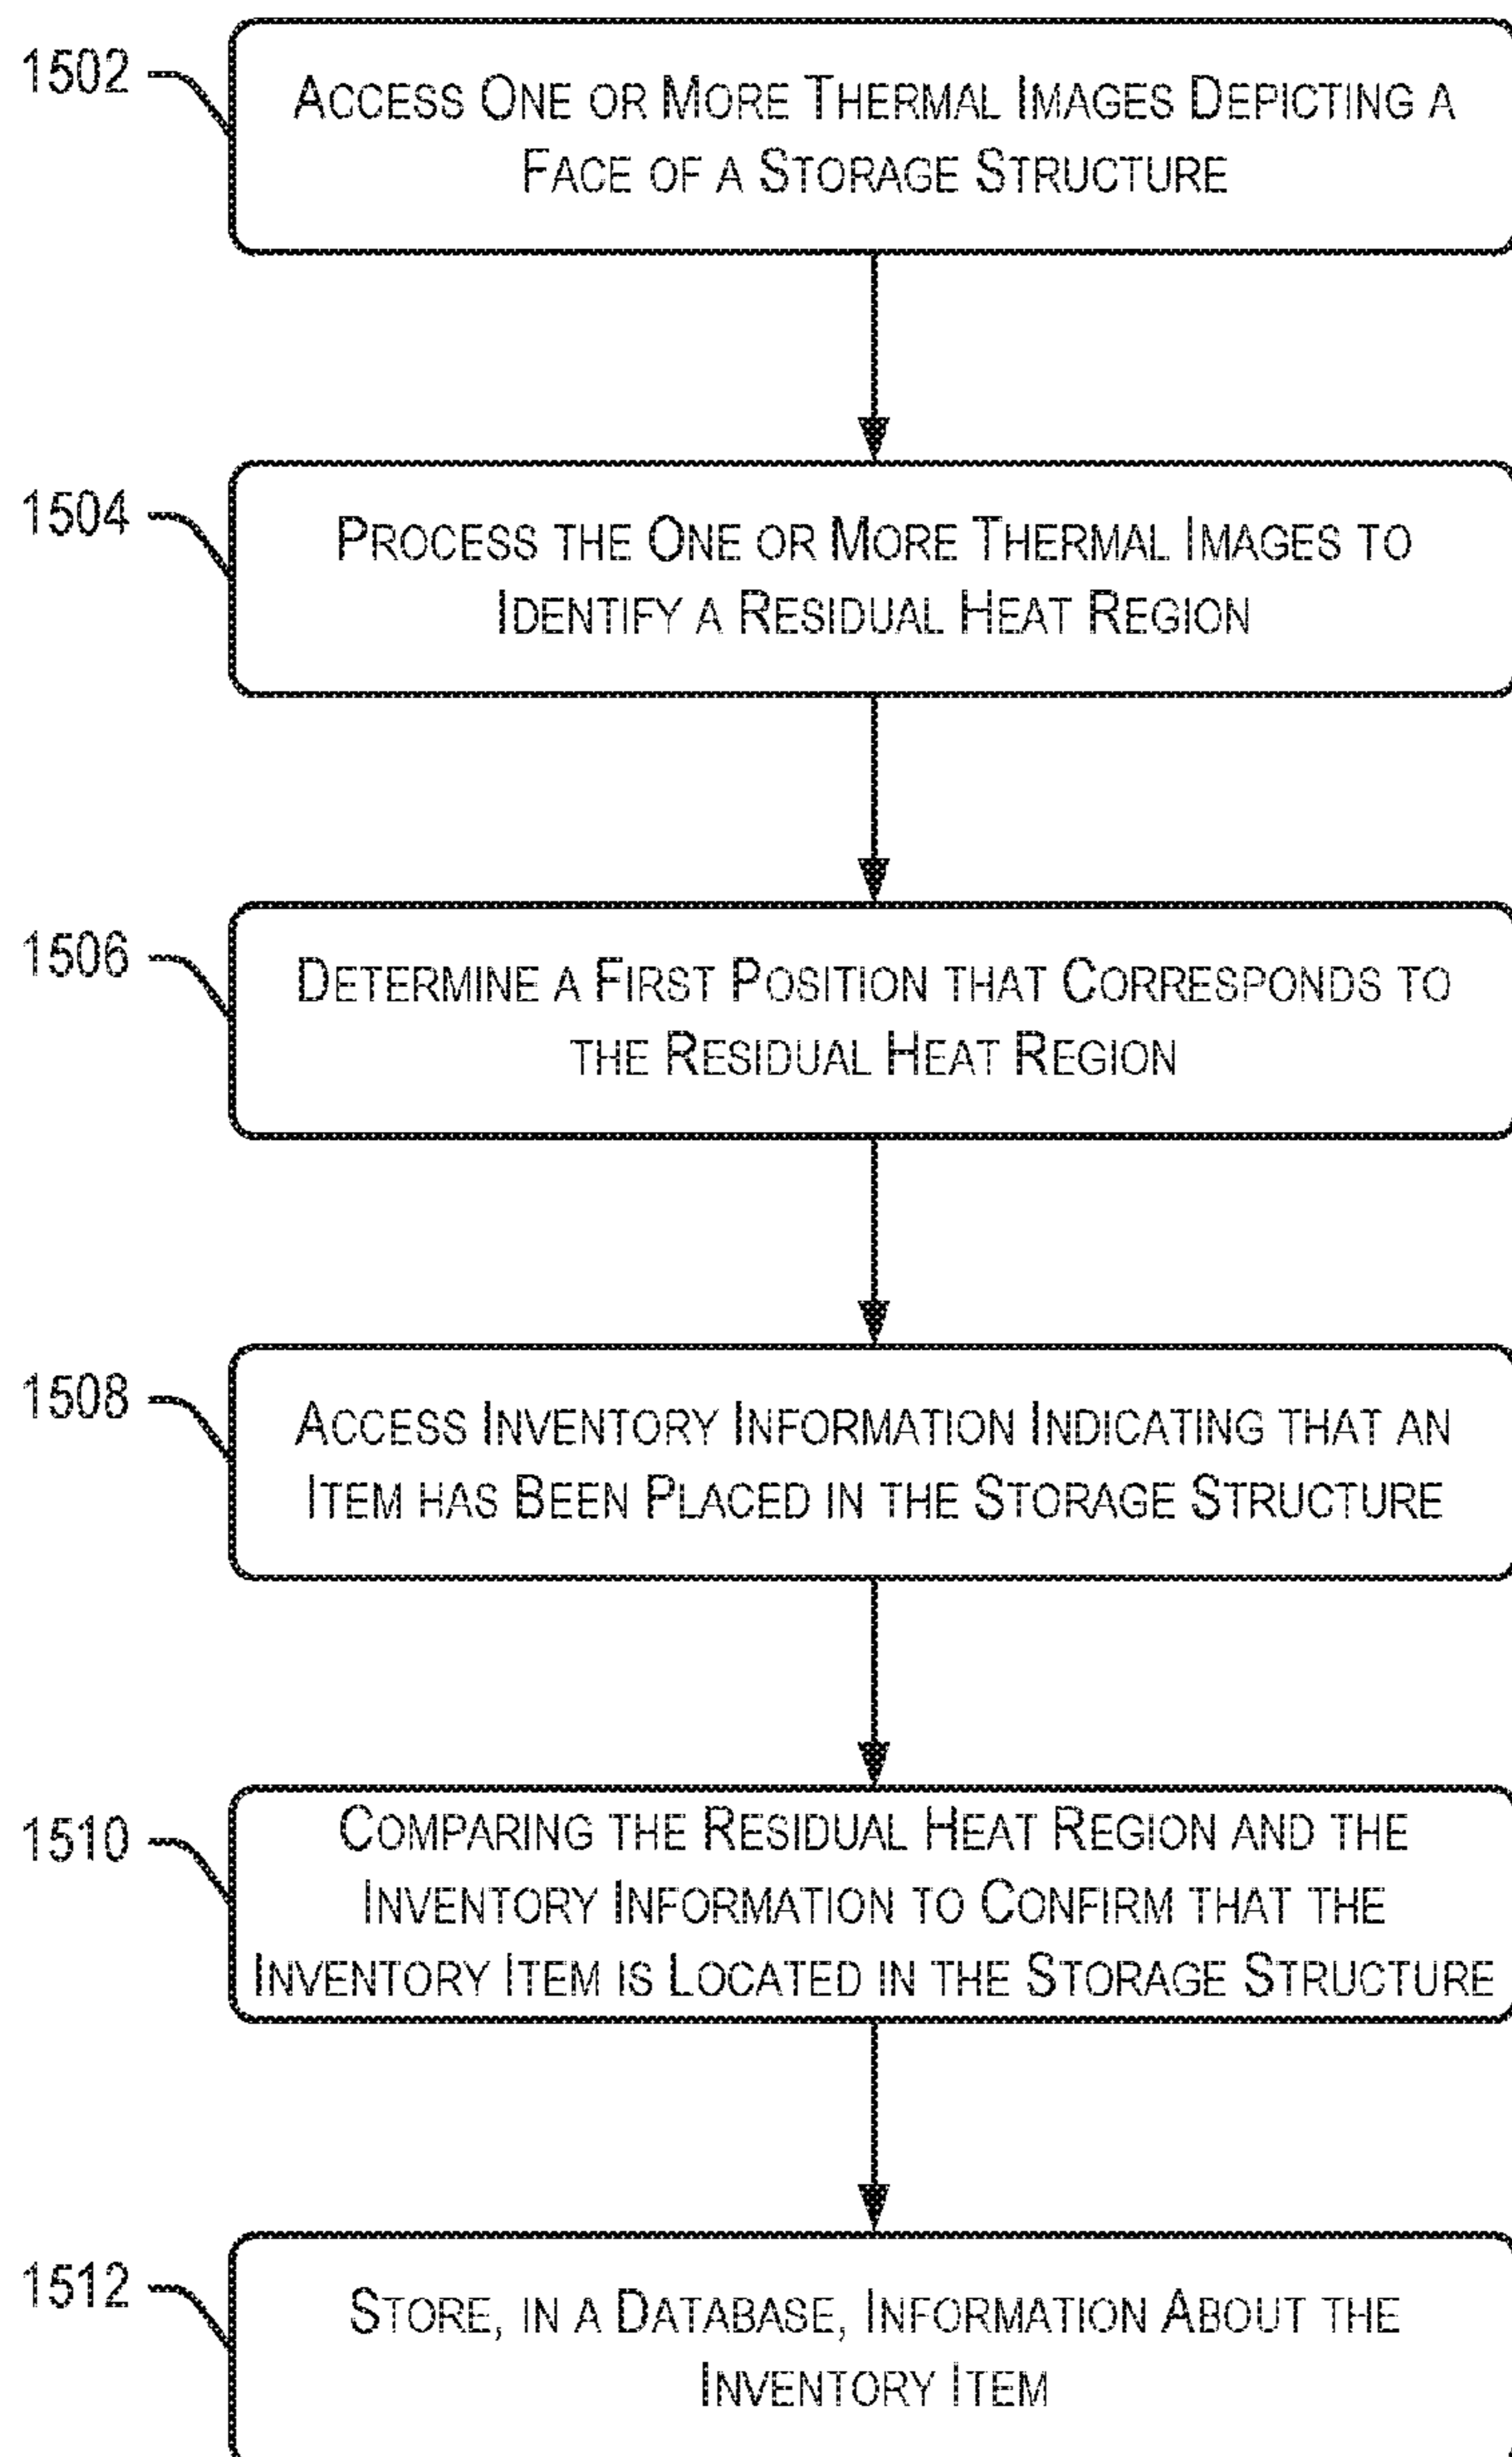 1502
ACCESS ONE OR MORE THERMAL IMAGES DEPICTING A
FACE OF A STORAGE STRUCTURE
1504
PROCESS THE ONE OR MORE THERMAL IMAGES TO
IDENTIFY A RESIDUAL HEAT REGION
1506
DETERMINE A FIRST POSITION THAT CORRESPONDS TO
THE RESIDUAL HEAT REGION
1508
ACCESS INVENTORY INFORMATION INDICATING THAT AN
ITEM HAS BEEN PLACED IN THE STORAGE STRUCTURE
1510
COMPARING THE RESIDUAL HEAT REGION AND THE
INVENTORY INFORMATION TO CONFIRM THAT THE
INVENTORY ITEM IS LOCATED IN THE STORAGE STRUCTURE
1512
STORE, IN A DATABASE, INFORMATION ABOUT THE
INVENTORY ITEM